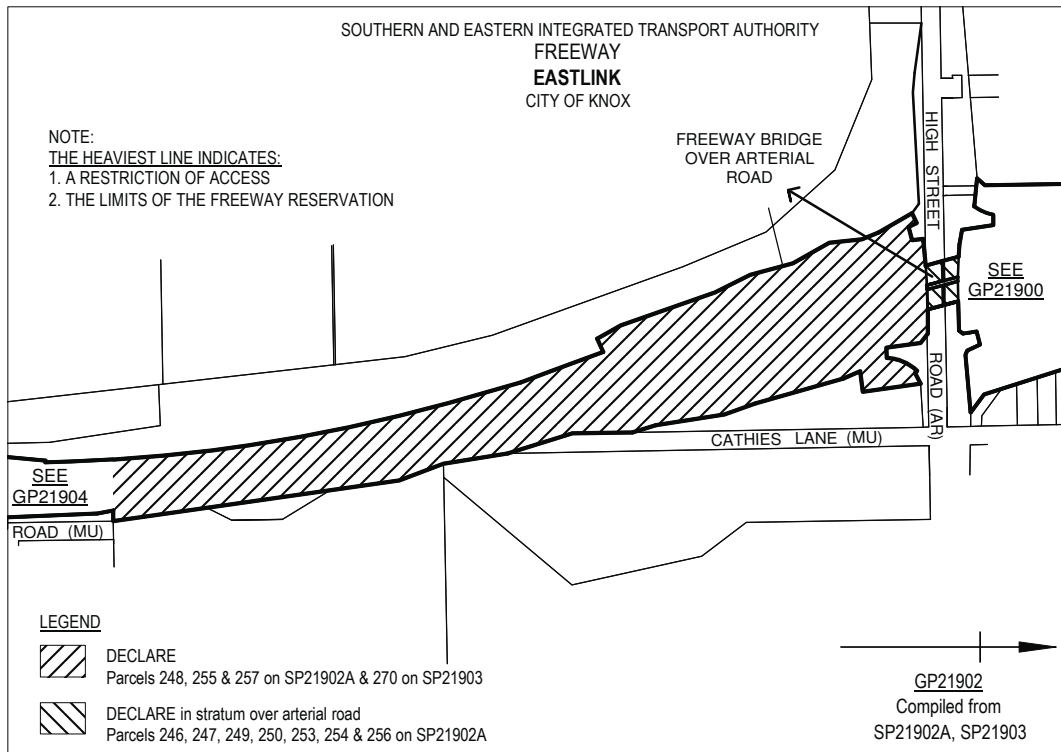 SOUTHERN AND EASTERN INTEGRATED TRANSPORT AUTHORITY
FREEWAY
EASTLINK
CITY OF KNOX
NOTE:
THE HEAVIEST LINE INDICATES:
1. A RESTRICTION OF ACCESS
2. THE LIMITS OF THE FREEWAY RESERVATION
FREEWAY BRIDGE
OVER ARTERIAL
ROAD
HIGH STREET
ROAD (AR)
SEE
GP21900
CATHIES LANE (MU)
SEE
GP21904
ROAD (MU)
LEGEND
DECLARE
Parcels 248, 255 & 257 on SP21902A & 270 on SP21903
DECLARE in stratum over arterial road
Parcels 246, 247, 249, 250, 253, 254 & 256 on SP21902A
GP21902
Compiled from
SP21902A, SP21903